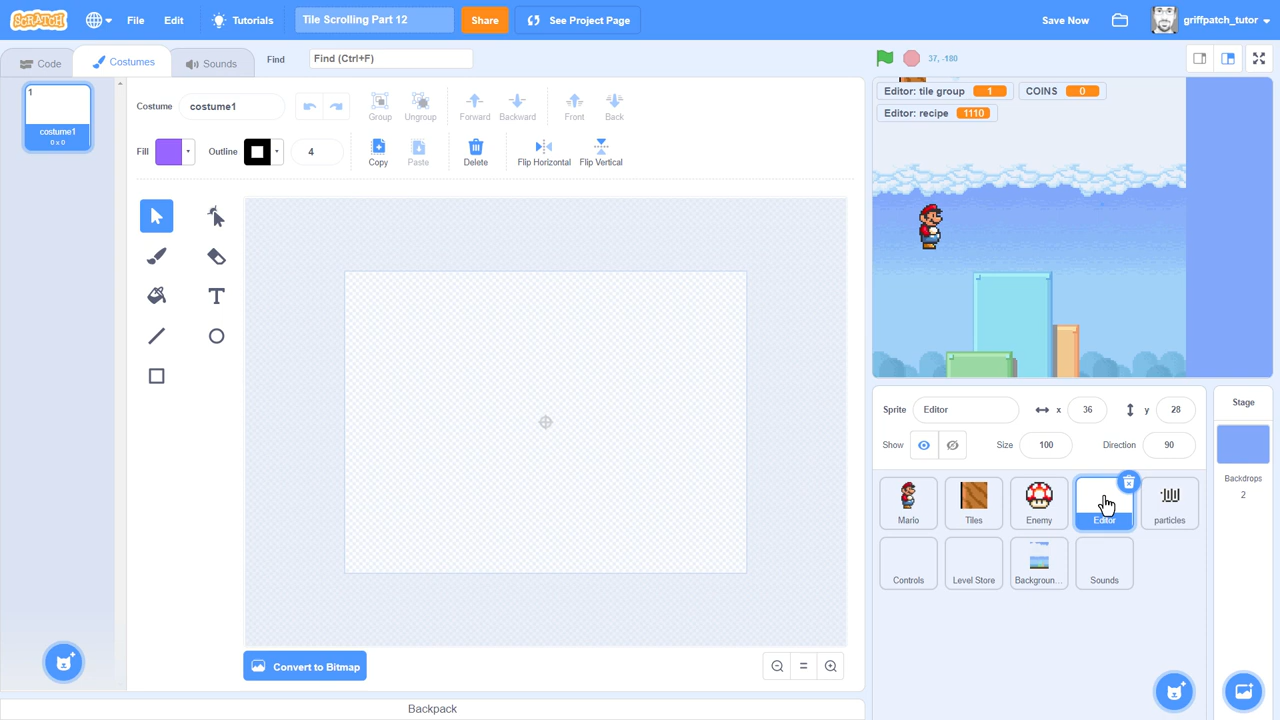 SCRATCH File Edit Tutorials Tile Scrolling Part 12 Share See Project Page Save Now griffpatch_tutor
Code Costumes Sounds Find Find (Ctrl+F) 37, -180
1
costume1
0 x 0
Costume costume1 Group Ungroup Forward Backward Front Back
Fill Outline 4 Copy Paste Delete Flip Horizontal Flip Vertical
Editor: tile group 1 COINS 0
Editor: recipe 1110
Convert to Bitmap
Backpack
Sprite Editor x 36 y 28
Show Size 100 Direction 90
Mario Tiles Enemy Editor particles
Controls Level Store Backgroun... Sounds
Stage
Backdrops
2